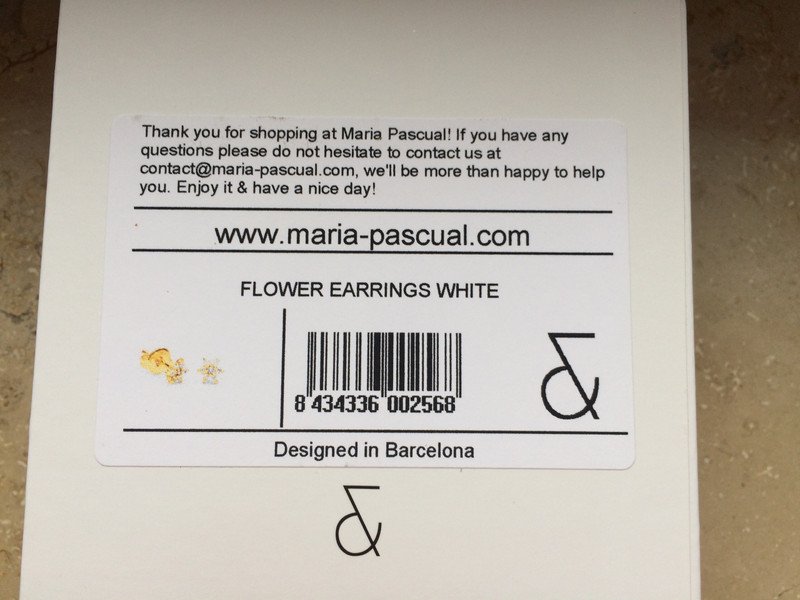 Thank you for shopping at Maria Pascual! If you have any
questions please do not hesitate to contact us at
contact@maria-pascual.com, we'll be more than happy to help
you. Enjoy it & have a nice day!
www.maria-pascual.com
FLOWER EARRINGS WHITE
8 434336 002568
Designed in Barcelona